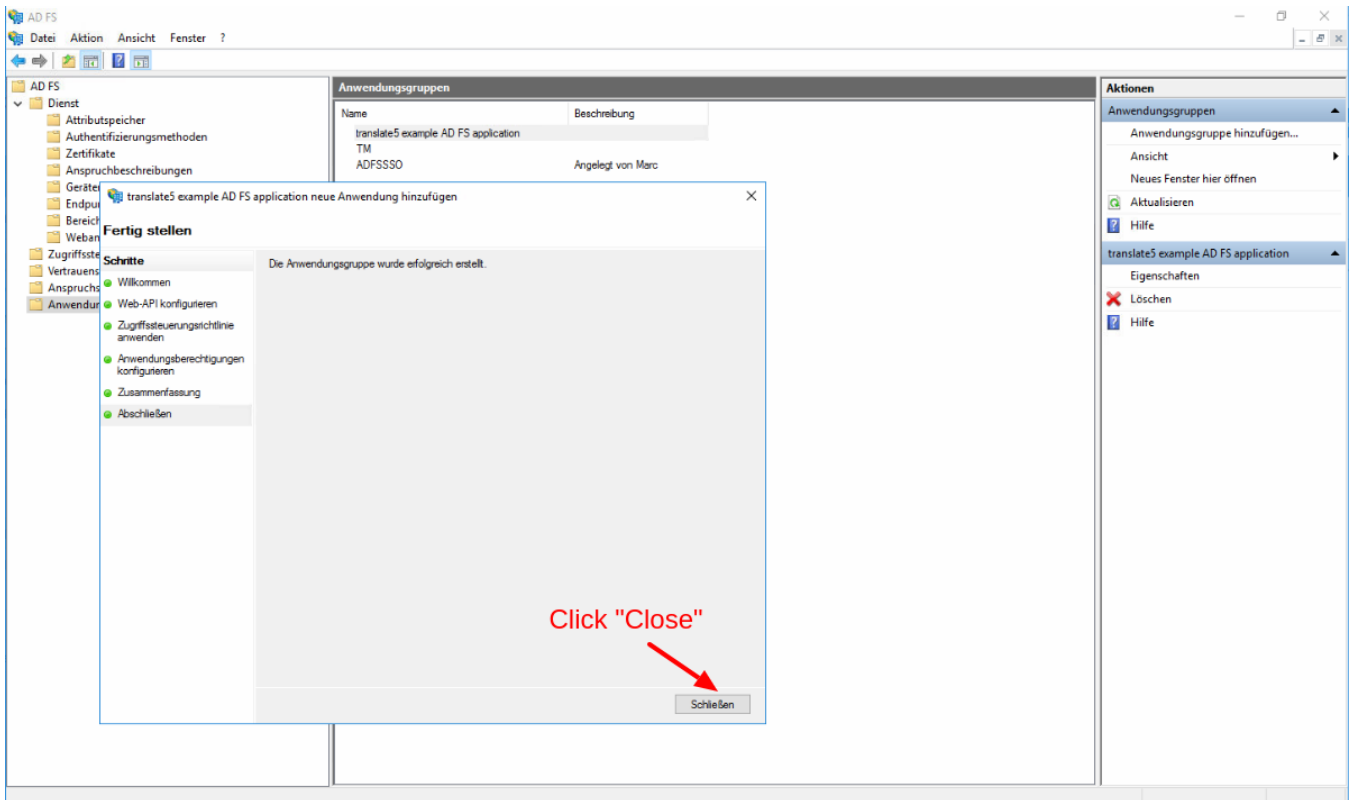 AD FS
Datei Aktion Ansicht Fenster ?
AD FS
Dienst
Attributspeicher
Authentifizierungsmethoden
Zertifikate
Anspruchbeschreibungen
Anwendungsgruppen
Name Beschreibung
translate5 example AD FS application
TM
ADFSSSO Angelegt von Marc
translate5 example AD FS application neue Anwendung hinzufügen
Fertig stellen
Schritte
Willkommen
Web-API konfigurieren
Zugriffssteuerungsrichtlinie
anwenden
Anwendungsberechtigungen
konfigurieren
Zusammenfassung
Abschließen
Die Anwendungsgruppe wurde erfolgreich erstellt.
Click "Close"
Schließen
Aktionen
Anwendungsgruppen
Anwendungsgruppe hinzufügen...
Ansicht
Neues Fenster hier öffnen
Aktualisieren
Hilfe
translate5 example AD FS application
Eigenschaften
Löschen
Hilfe